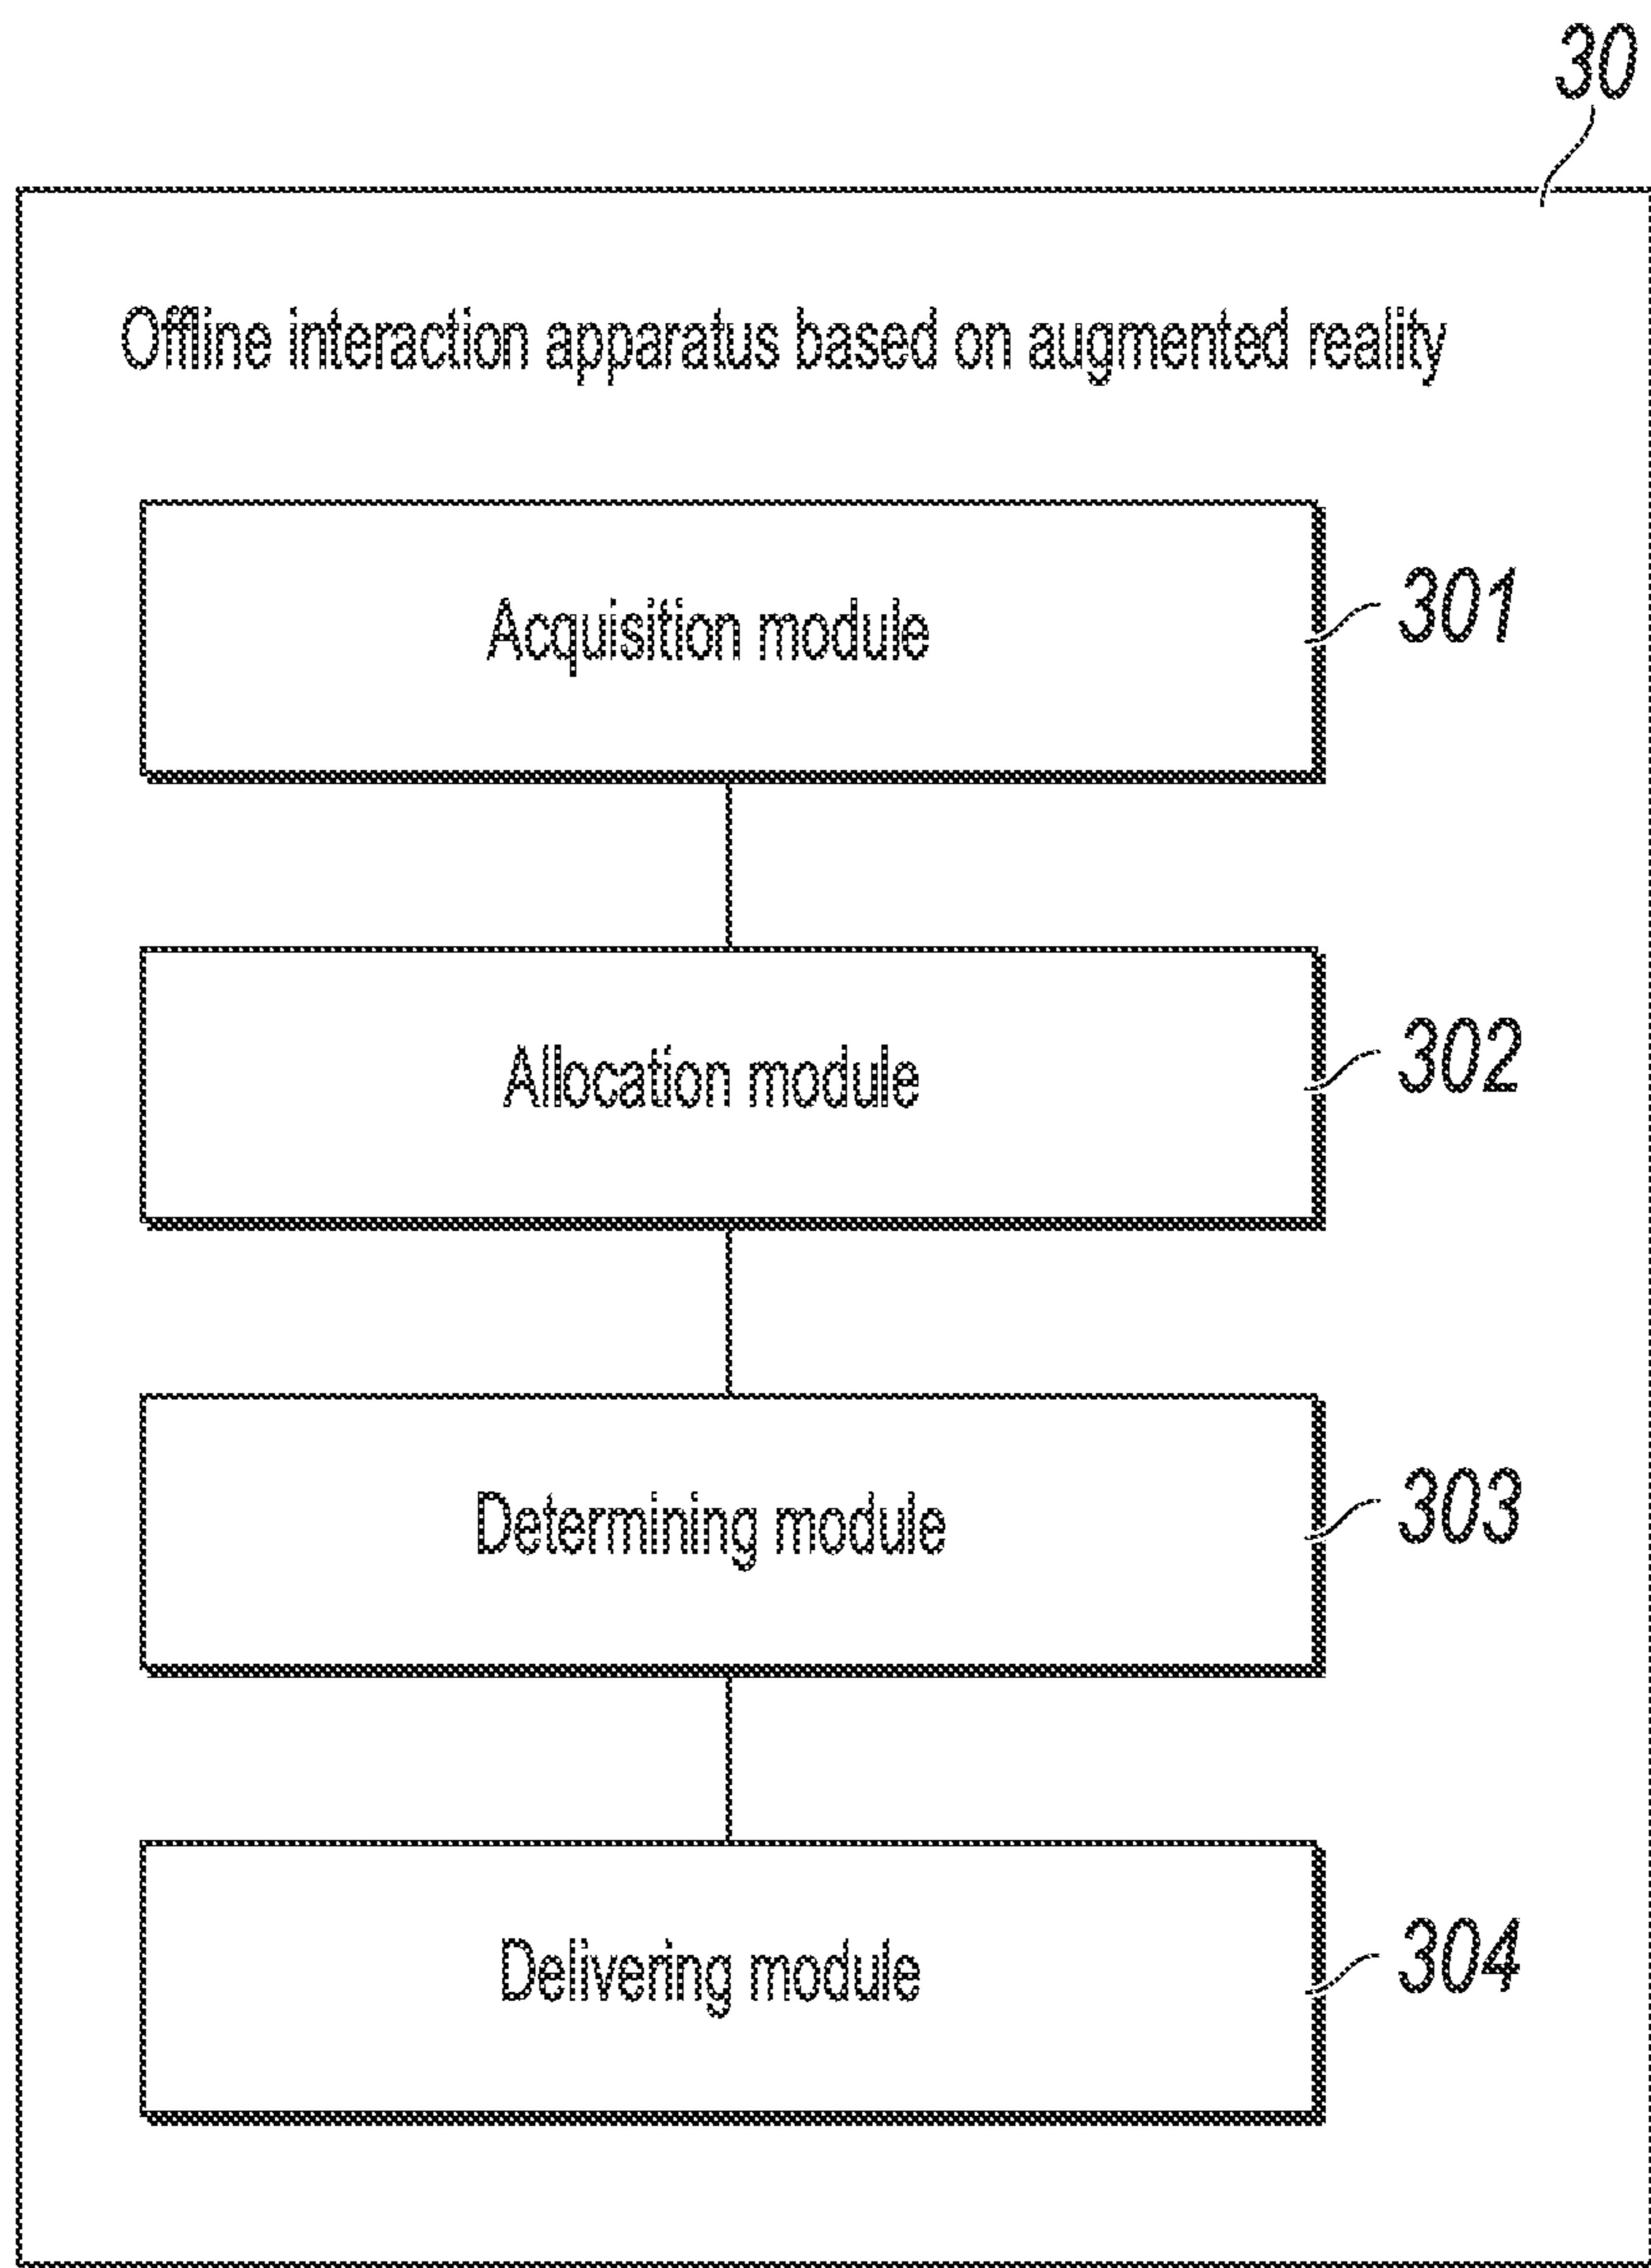 30
Offline interaction apparatus based on augmented reality
Acquisition module
301
Allocation module
302
Determining module
303
Delivering module
304